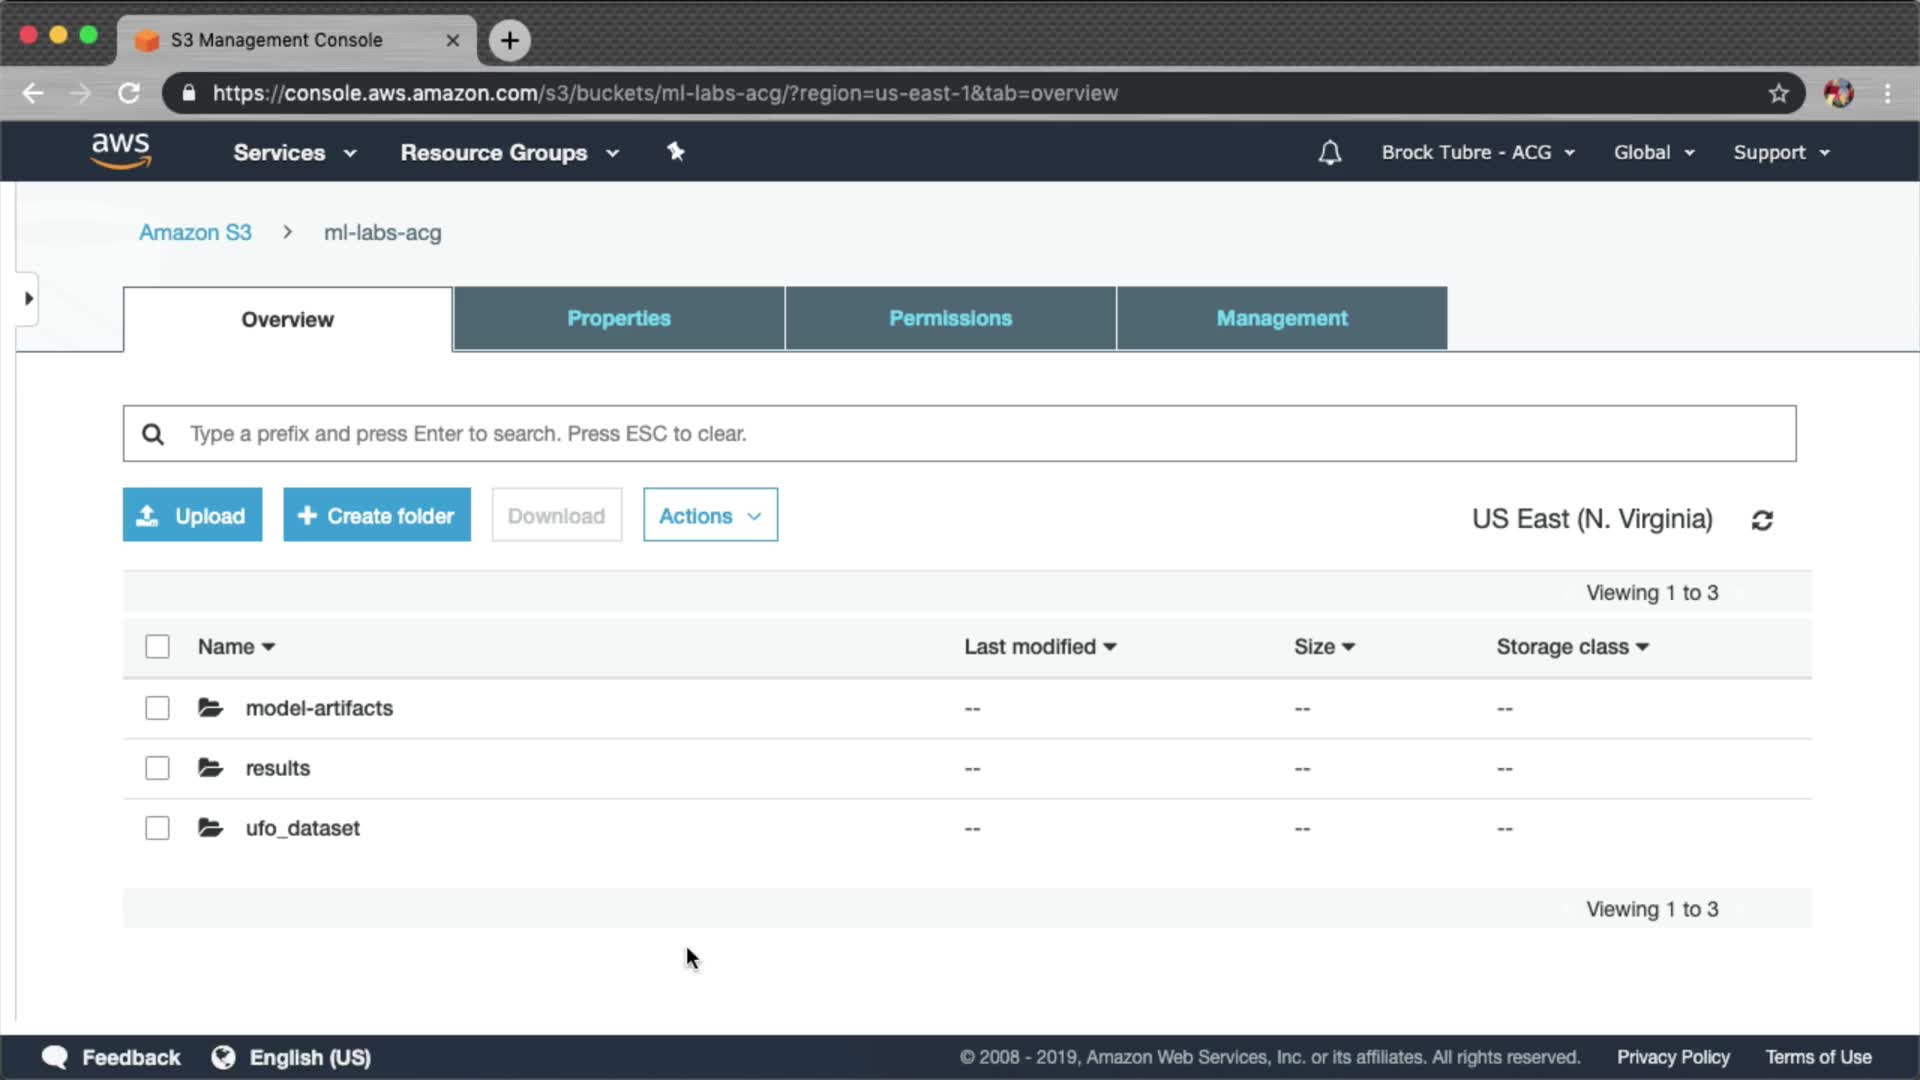 S3 Management Console
https://console.aws.amazon.com/s3/buckets/ml-labs-acg/?region=us-east-1&tab=overview
aws Services Resource Groups Brock Tubre - ACG Global Support
Amazon S3 > ml-labs-acg
Overview Properties Permissions Management
Type a prefix and press Enter to search. Press ESC to clear.
Upload + Create folder Download Actions US East (N. Virginia)
Viewing 1 to 3
Name Last modified Size Storage class
model-artifacts -- -- --
results -- -- --
ufo_dataset -- -- --
Viewing 1 to 3
Feedback English (US) © 2008 - 2019, Amazon Web Services, Inc. or its affiliates. All rights reserved. Privacy Policy Terms of Use